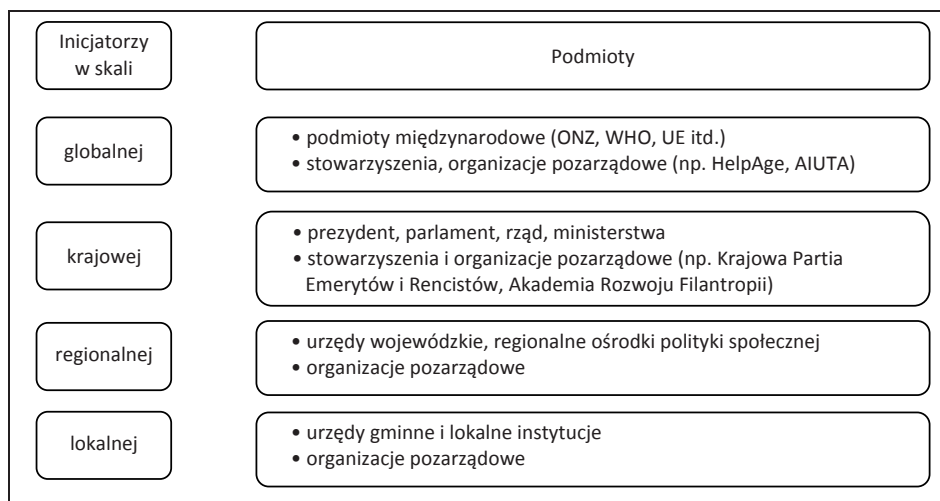 Inicjatorzy
w skali
Podmioty
globalnej
• podmioty międzynarodowe (ONZ, WHO, UE itd.)
• stowarzyszenia, organizacje pozarządowe (np. HelpAge, AIUTA)
krajowej
• prezydent, parlament, rząd, ministerstwa
• stowarzyszenia i organizacje pozarządowe (np. Krajowa Partia
Emerytów i Rencistów, Akademia Rozwoju Filantropii)
regionalnej
• urzędy wojewódzkie, regionalne ośrodki polityki społecznej
• organizacje pozarządowe
lokalnej
• urzędy gminne i lokalne instytucje
• organizacje pozarządowe